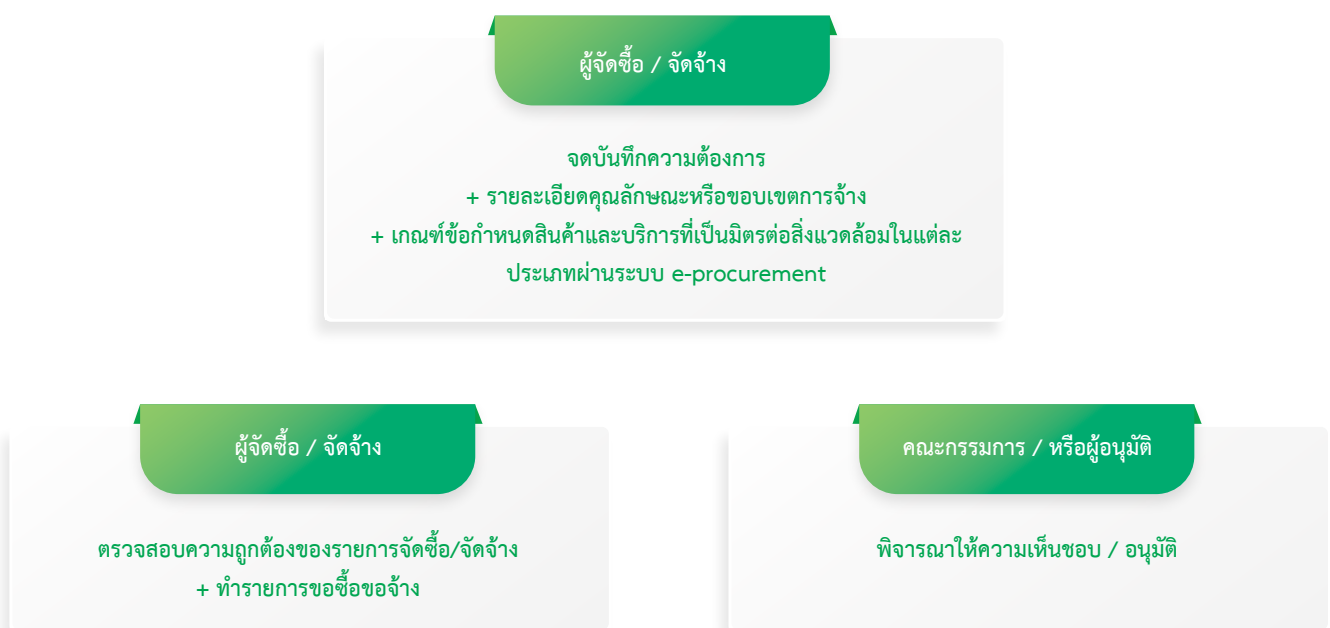 ผู้จัดซื้อ / จัดจ้าง
จดบันทึกความต้องการ
+ รายละเอียดคุณลักษณะหรือขอบเขตการจ้าง
+ เกณฑ์ข้อกำหนดสินค้าและบริการที่เป็นมิตรต่อสิ่งแวดล้อมในแต่ละ
ประเภทผ่านระบบ e-procurement
ผู้จัดซื้อ / จัดจ้าง
ตรวจสอบความถูกต้องของรายการจัดซื้อ/จัดจ้าง
+ ทำรายการขอซื้อขอจ้าง
คณะกรรมการ / หรือผู้อนุมัติ
พิจารณาให้ความเห็นชอบ / อนุมัติ